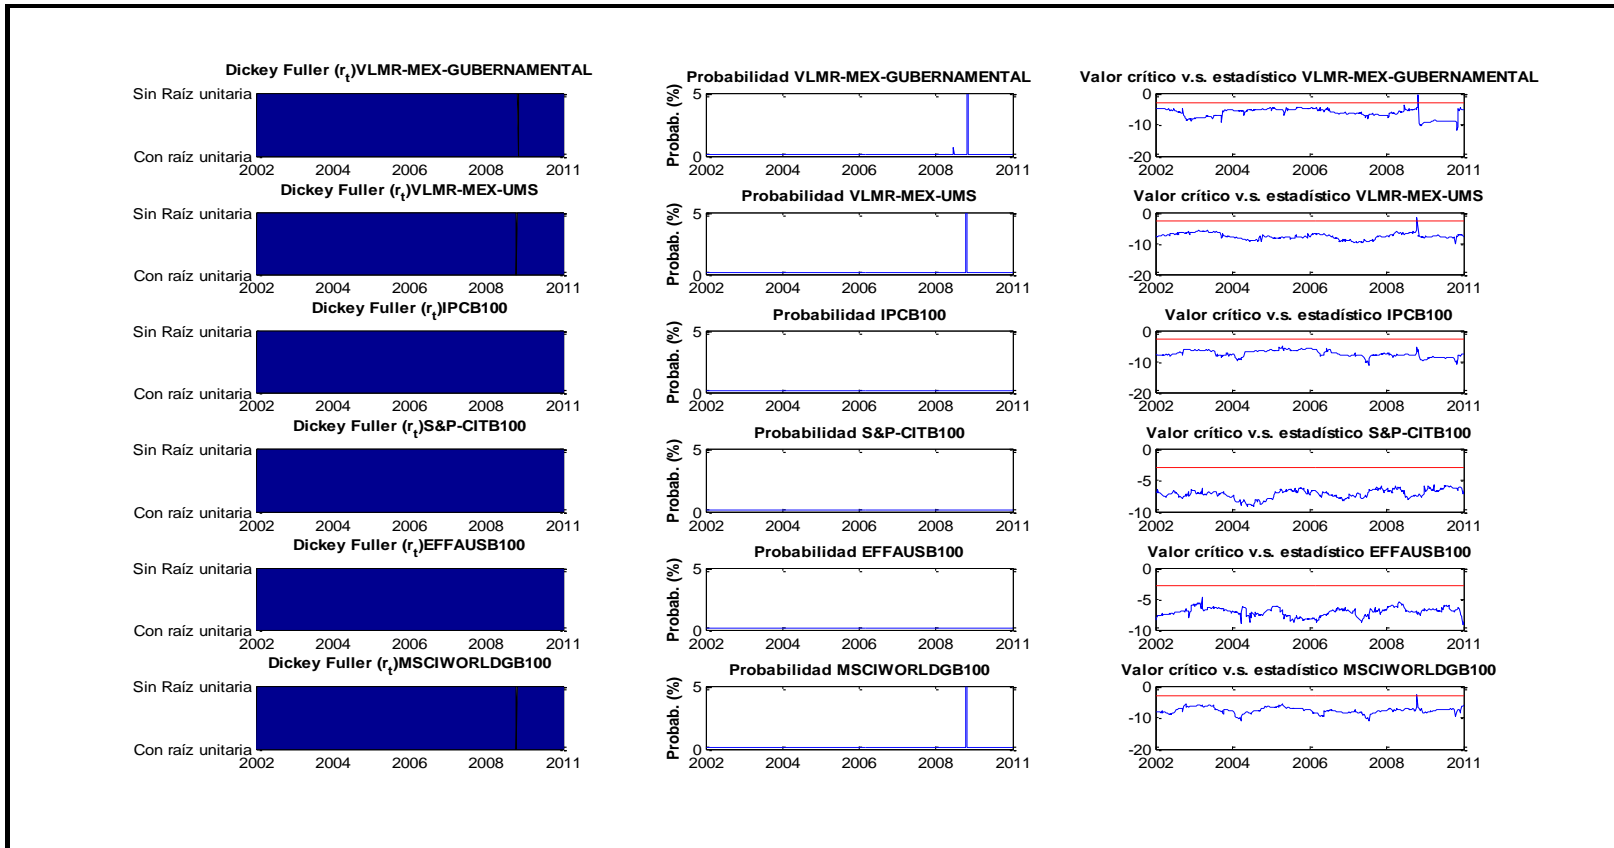 Dickey Fuller (r_t)VLMR-MEX-GUBERNAMENTAL
Sin Raíz unitaria
Con raíz unitaria
2002 2004 2006 2008 2011
Probabilidad VLMR-MEX-GUBERNAMENTAL
Probab. (%)
5
0
2002 2004 2006 2008 2011
Valor crítico v.s. estadístico VLMR-MEX-GUBERNAMENTAL
0
-10
-20
2002 2004 2006 2008 2011
Dickey Fuller (r_t)VLMR-MEX-UMS
Sin Raíz unitaria
Con raíz unitaria
2002 2004 2006 2008 2011
Probabilidad VLMR-MEX-UMS
Probab. (%)
5
0
2002 2004 2006 2008 2011
Valor crítico v.s. estadístico VLMR-MEX-UMS
0
-10
-20
2002 2004 2006 2008 2011
Dickey Fuller (r_t)IPCB100
Sin Raíz unitaria
Con raíz unitaria
2002 2004 2006 2008 2011
Probabilidad IPCB100
Probab. (%)
5
0
2002 2004 2006 2008 2011
Valor crítico v.s. estadístico IPCB100
0
-10
-20
2002 2004 2006 2008 2011
Dickey Fuller (r_t)S&P-CITB100
Sin Raíz unitaria
Con raíz unitaria
2002 2004 2006 2008 2011
Probabilidad S&P-CITB100
Probab. (%)
5
0
2002 2004 2006 2008 2011
Valor crítico v.s. estadístico S&P-CITB100
0
-5
-10
2002 2004 2006 2008 2011
Dickey Fuller (r_t)EFFAUSB100
Sin Raíz unitaria
Con raíz unitaria
2002 2004 2006 2008 2011
Probabilidad EFFAUSB100
Probab. (%)
5
0
2002 2004 2006 2008 2011
Valor crítico v.s. estadístico EFFAUSB100
0
-5
-10
2002 2004 2006 2008 2011
Dickey Fuller (r_t)MSCIWORLDGB100
Sin Raíz unitaria
Con raíz unitaria
2002 2004 2006 2008 2011
Probabilidad MSCIWORLDGB100
Probab. (%)
5
0
2002 2004 2006 2008 2011
Valor crítico v.s. estadístico MSCIWORLDGB100
0
-10
-20
2002 2004 2006 2008 2011